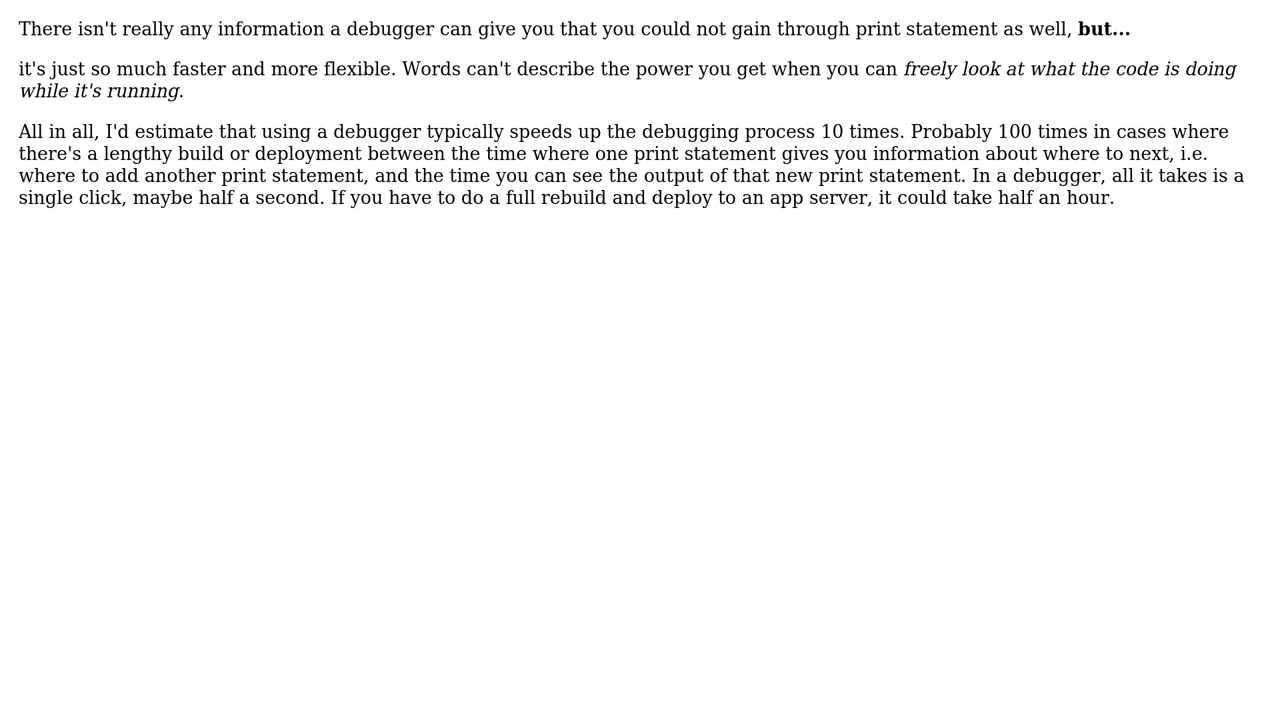 There isn't really any information a debugger can give you that you could not gain through print statement as well, but...
it's just so much faster and more flexible. Words can't describe the power you get when you can freely look at what the code is doing
while it's running.
All in all, I'd estimate that using a debugger typically speeds up the debugging process 10 times. Probably 100 times in cases where
there's a lengthy build or deployment between the time where one print statement gives you information about where to next, i.e.
where to add another print statement, and the time you can see the output of that new print statement. In a debugger, all it takes is a
single click, maybe half a second. If you have to do a full rebuild and deploy to an app server, it could take half an hour.